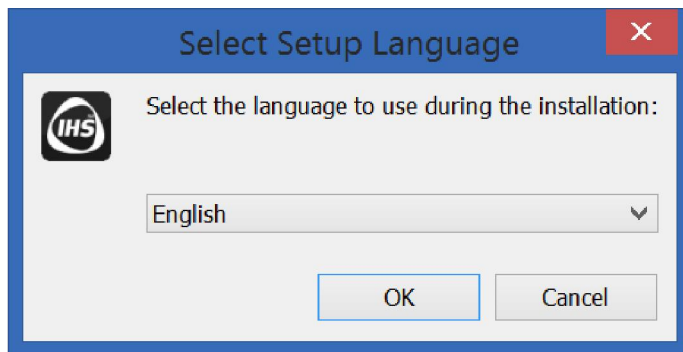 Select Setup Language
IHS
Select the language to use during the installation:
English
OK
Cancel